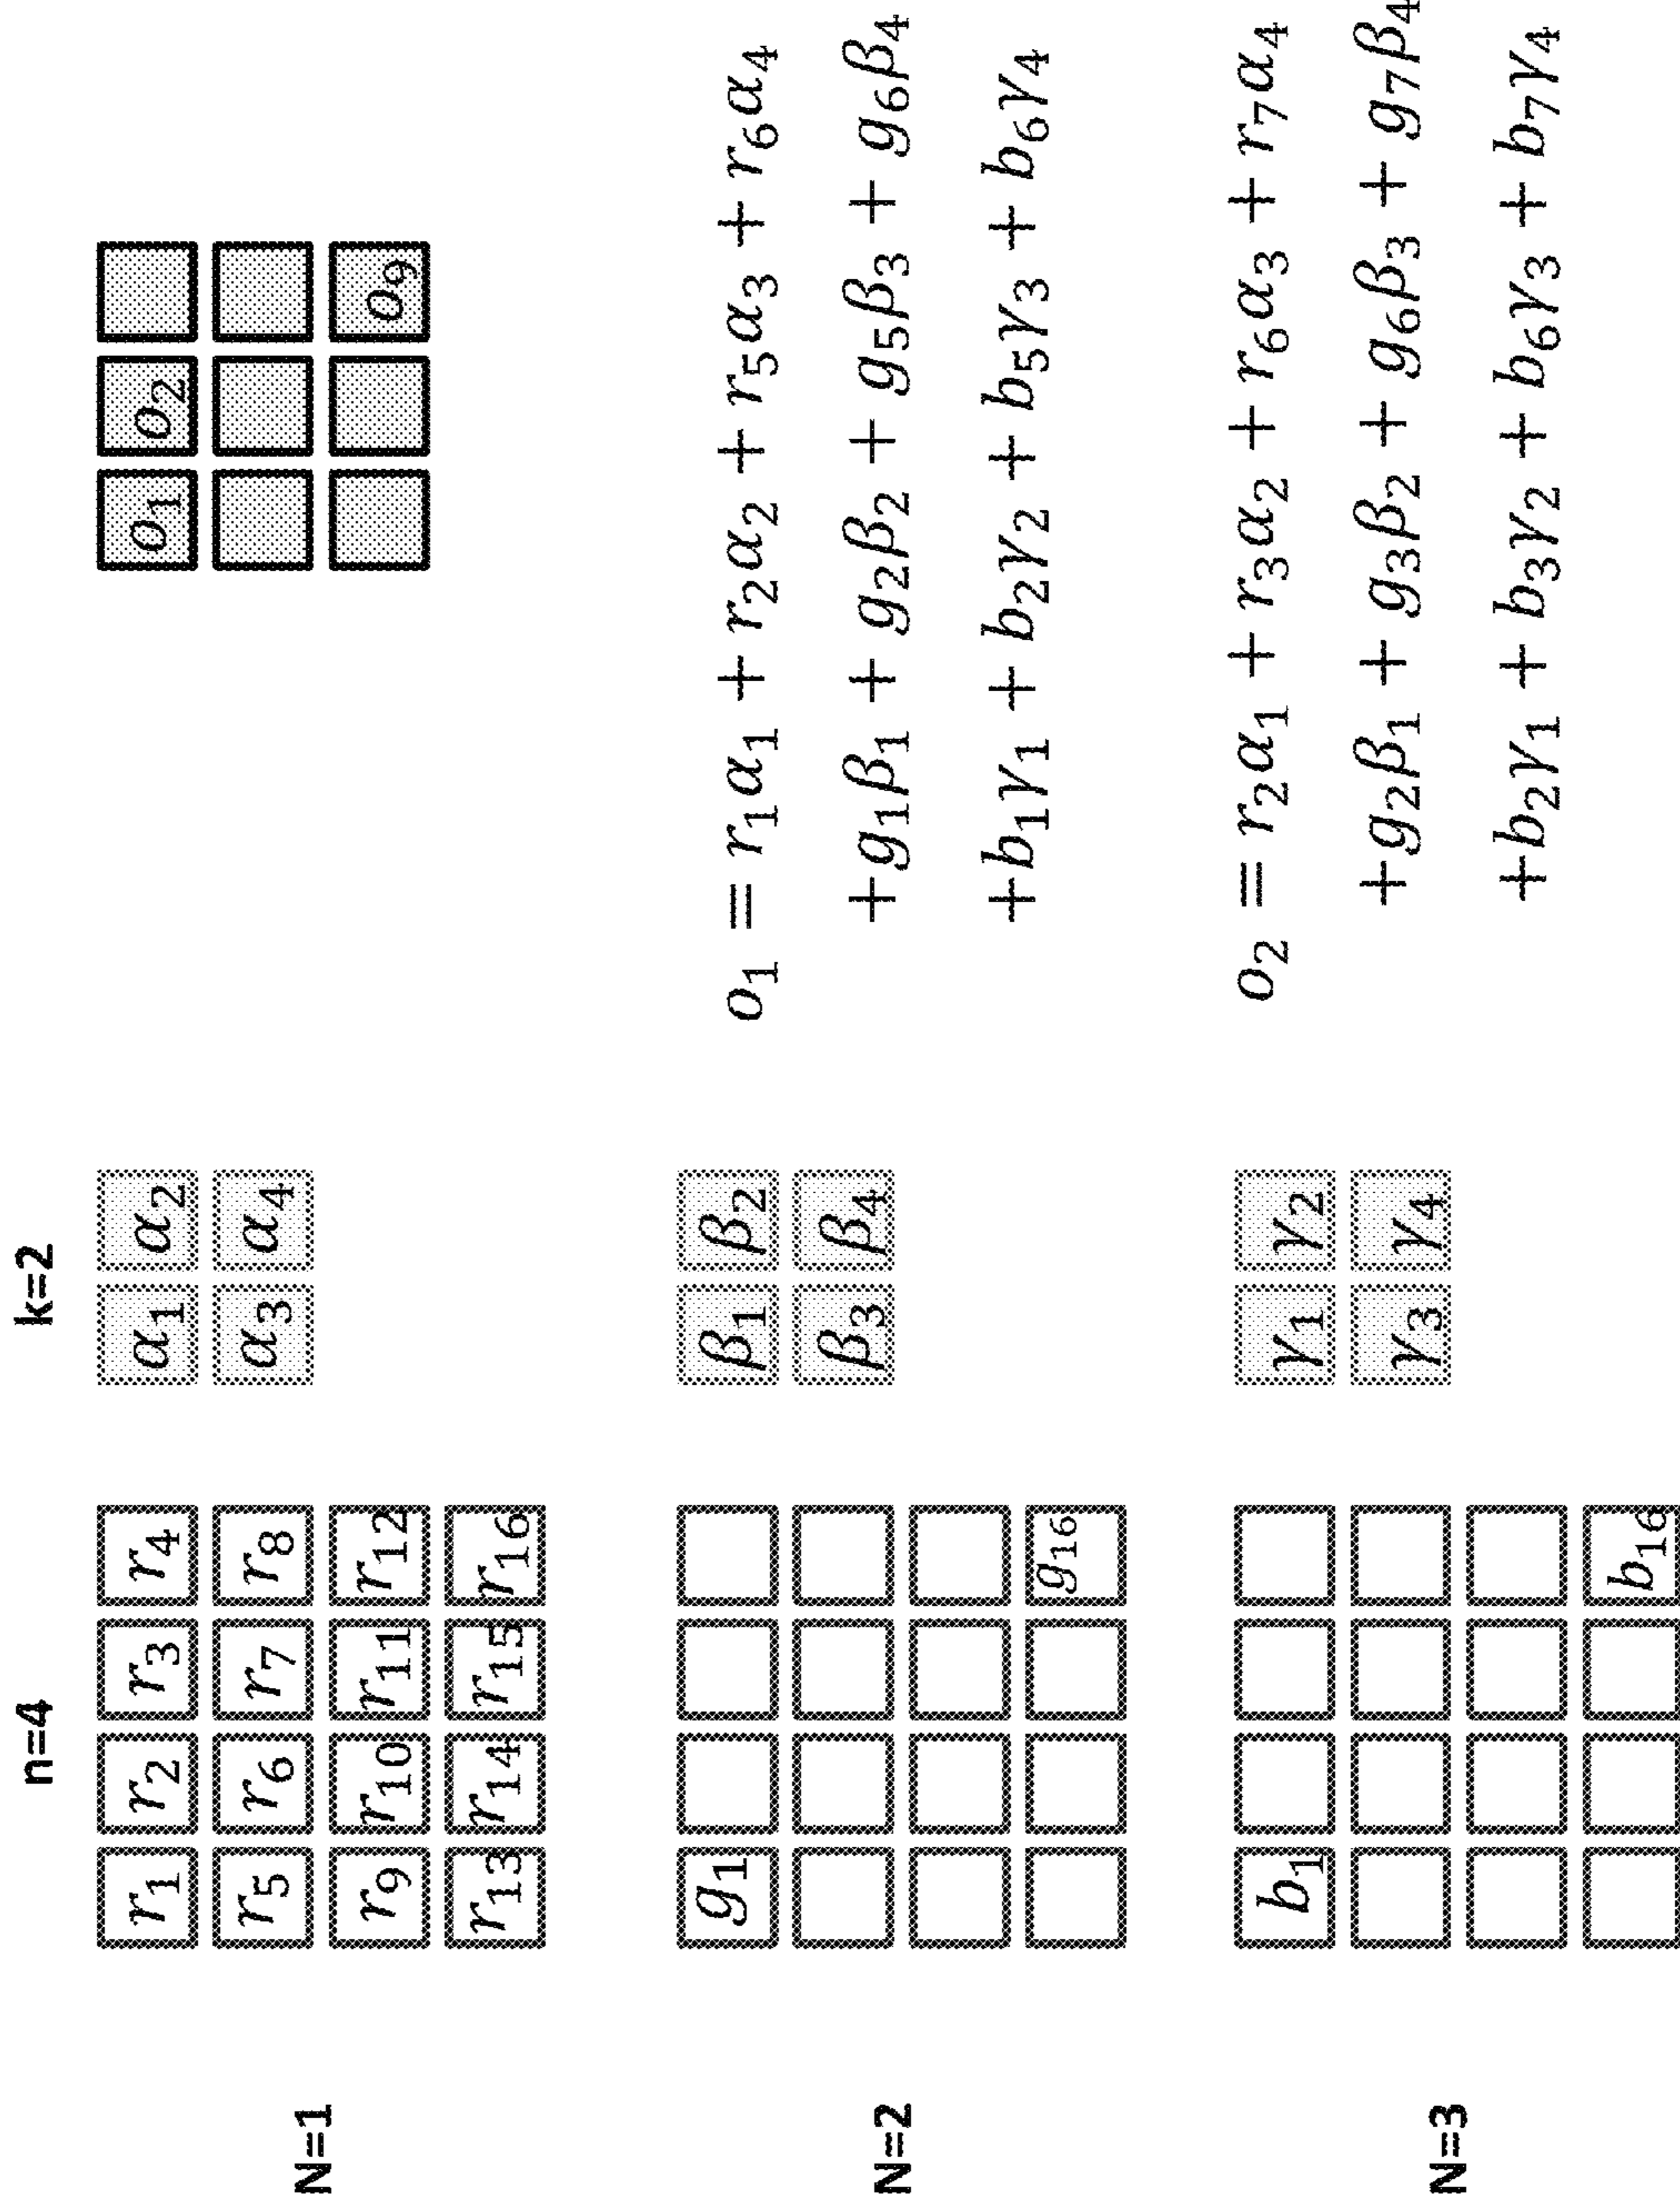 n=4
k=2
N=1
r₁ r₂ r₃ r₄
r₅ r₆ r₇ r₈
r₉ r₁₀ r₁₁ r₁₂
r₁₃ r₁₄ r₁₅ r₁₆
α₁ α₂
α₃ α₄
o₁ o₂
o₉
N=2
g₁
g₁₆
β₁ β₂
β₃ β₄
o₁ = r₁α₁ + r₂α₂ + r₅α₃ + r₆α₄
+g₁β₁ + g₂β₂ + g₅β₃ + g₆β₄
+b₁γ₁ + b₂γ₂ + b₅γ₃ + b₆γ₄
N=3
b₁
b₁₆
γ₁ γ₂
γ₃ γ₄
o₂ = r₂α₁ + r₃α₂ + r₆α₃ + r₇α₄
+g₂β₁ + g₃β₂ + g₆β₃ + g₇β₄
+b₂γ₁ + b₃γ₂ + b₆γ₃ + b₇γ₄